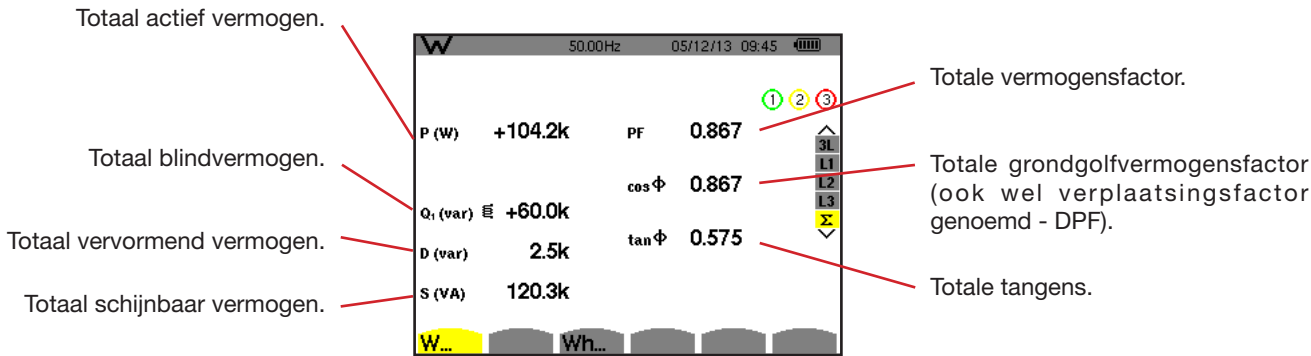 Totaal actief vermogen.
Totaal blindvermogen.
Totaal vervormend vermogen.
Totaal schijnbaar vermogen.
W 50.00Hz 05/12/13 09:45
1 2 3
P (W) +104.2k PF 0.867
cos Φ 0.867
Q₁ (var) +60.0k
tan Φ 0.575
D (var) 2.5k
S (VA) 120.3k
3L
L1
L2
L3
Σ
W... Wh...
Totale vermogensfactor.
Totale grondgolfvermogensfactor
(ook wel verplaatsingsfactor
genoemd - DPF).
Totale tangens.